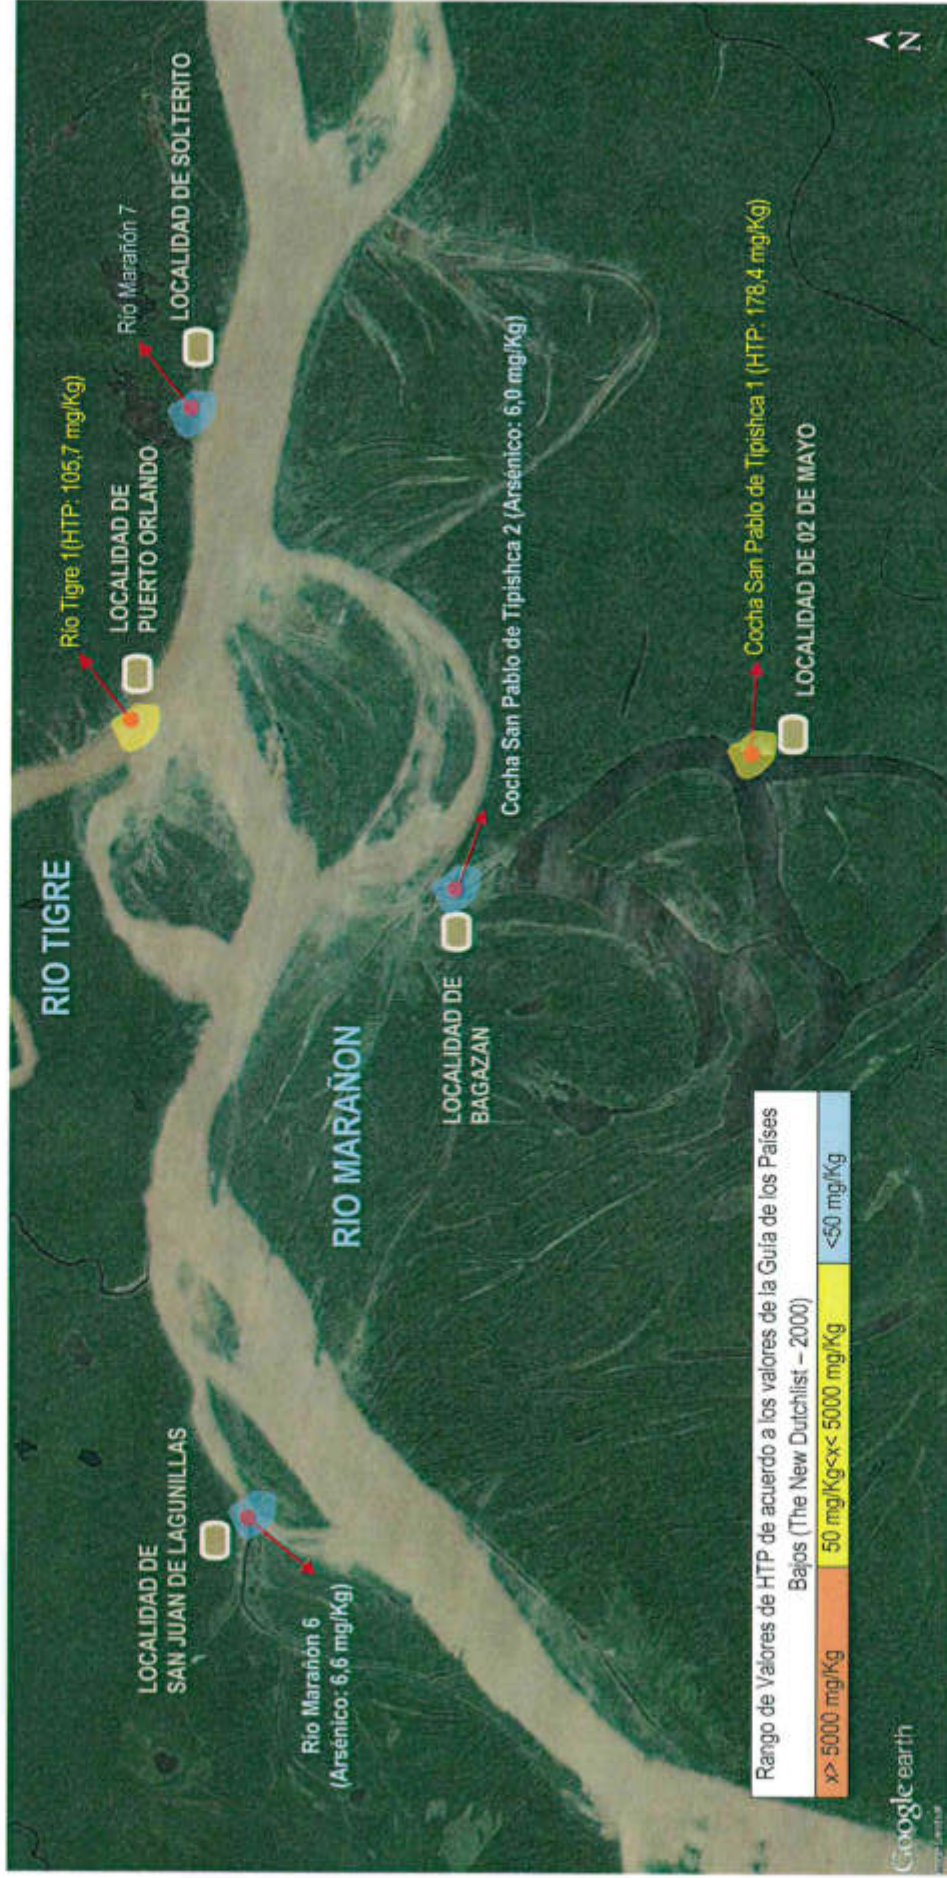 RIO TIGRE
Río Tigre 1(HTP: 105,7 mg/Kg)
LOCALIDAD DE
PUERTO ORLANDO
Río Marañón 7
LOCALIDAD DE SOLTERITO
LOCALIDAD DE
SAN JUAN DE LAGUNILLAS
Rio Marañón 6
(Arsénico: 6,6 mg/Kg)
RIO MARAÑON
LOCALIDAD DE
BAGAZAN
Cocha San Pablo de Tipishca 2 (Arsénico: 6,0 mg/Kg)
Cocha San Pablo de Tipishca 1 (HTP: 178,4 mg/Kg)
LOCALIDAD DE 02 DE MAYO
Rango de Valores de HTP de acuerdo a los valores de la Guía de los Países
Bajos (The New Dutchlist – 2000)
x> 5000 mg/Kg
50 mg/Kg<x< 5000 mg/Kg
<50 mg/Kg
Google earth
N